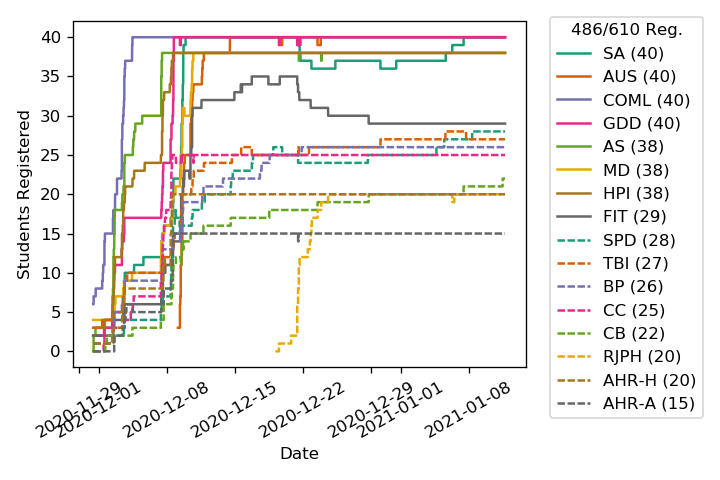 40
35
30
25
20
15
10
5
0
Students Registered
2020-11-29
2020-12-01
2020-12-08
2020-12-15
2020-12-22
2020-12-29
2021-01-01
2021-01-08
Date
486/610 Reg.
SA (40)
AUS (40)
COML (40)
GDD (40)
AS (38)
MD (38)
HPI (38)
FIT (29)
SPD (28)
TBI (27)
BP (26)
CC (25)
CB (22)
RJPH (20)
AHR-H (20)
AHR-A (15)